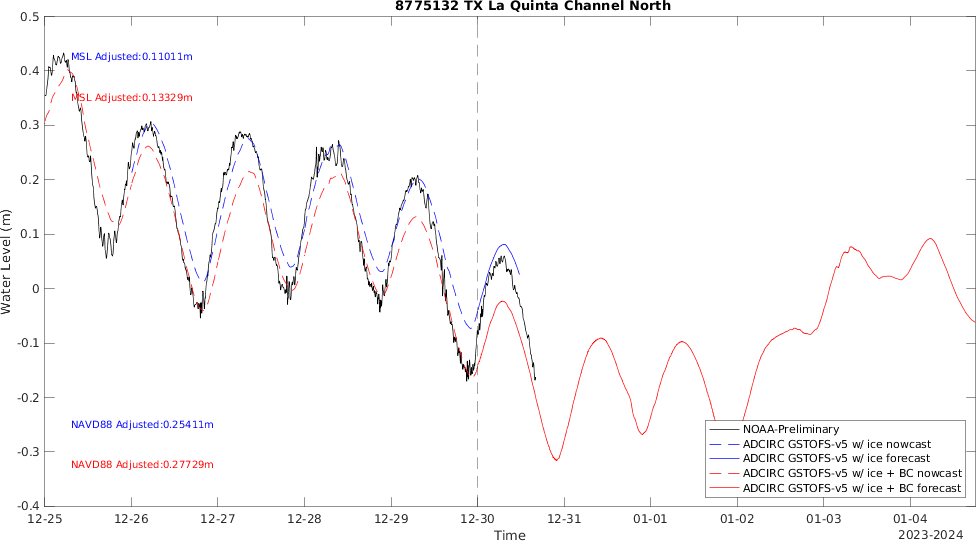 8775132 TX La Quinta Channel North
0.5
0.4
0.3
0.2
0.1
0
-0.1
-0.2
-0.3
-0.4
Water Level (m)
MSL Adjusted:0.11011m
MSL Adjusted:0.13329m
NAVD88 Adjusted:0.25411m
NAVD88 Adjusted:0.27729m
NOAA-Preliminary
ADCIRC GSTOFS-v5 w/ ice nowcast
ADCIRC GSTOFS-v5 w/ ice forecast
ADCIRC GSTOFS-v5 w/ ice + BC nowcast
ADCIRC GSTOFS-v5 w/ ice + BC forecast
12-25 12-26 12-27 12-28 12-29 12-30 12-31 01-01 01-02 01-03 01-04
Time
2023-2024